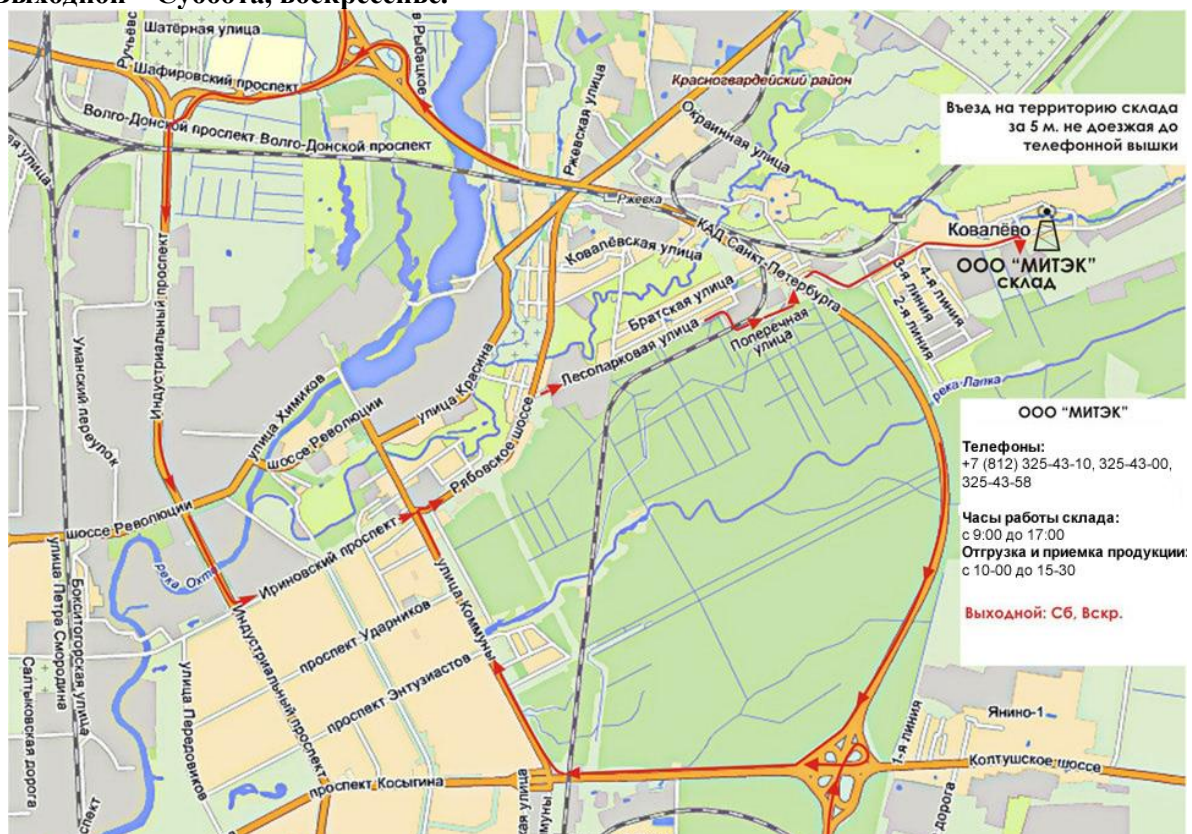 Выходной – Суббота, воскресенье.
Шатёрная улица
Р. Шафировский проспект
Волго-Донской проспект Волго-Донской проспект
в Рыбацкое
Ржевская улица
Красногвардейский район
Окраинная улица
Въезд на территорию склада
за 5 м. не доезжая до
телефонной вышки
Ржевка
КАД Санкт-Петербурга
Ковалёвская улица
Ковалёво
ООО “МИТЭК”
СКЛАД
3-я линия
4-я линия
2-я линия
Братская улица
Лесопарковая улица
Поперечная
улица
Индустриальный проспект
Уманский переулок
улица Химиков
шоссе Революции
улица Красина
Рябовское шоссе
река Лапка
шоссе Революции
река Охта
Ириновский проспект
улица Коммуны
улица Петра Смородина
Бокситогорская улица
Салтыковская дорога
улица Передовиков
Индустриальный проспект
проспект Ударников
проспект Энтузиастов
проспект Косыгина
1-я линия
Янино-1
Колтушское шоссе
дорога
ООО “МИТЭК”
Телефоны:
+7 (812) 325-43-10, 325-43-00,
325-43-58
Часы работы склада:
с 9:00 до 17:00
Отгрузка и приемка продукции:
с 10-00 до 15-30
Выходной: Сб, Вскр.